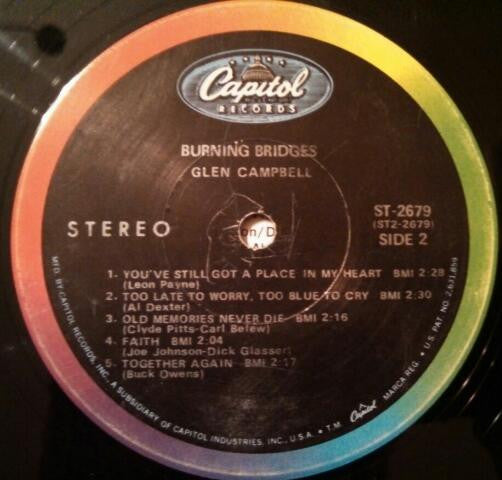 Capitol
RECORDS
BURNING BRIDGES
GLEN CAMPBELL
STEREO
on/D
ST-2679
(ST2-2679)
SIDE 2
1- YOU'VE STILL GOT A PLACE IN MY HEART BMI 2:28
(Leon Payne)
2- TOO LATE TO WORRY, TOO BLUE TO CRY BMI 2:30
(Al Dexter)
3- OLD MEMORIES NEVER DIE BMI 2:16
(Clyde Pitts-Carl Belew)
4- FAITH BMI 2:04
(Joe Johnson-Dick Glasser)
5- TOGETHER AGAIN BMI 2:17
(Buck Owens)
MFD. BY CAPITOL RECORDS, INC., A SUBSIDIARY OF CAPITOL INDUSTRIES, INC., U.S.A. • T.M. Capitol MARCA REG. • U.S. PAT. NO. 2,631,859